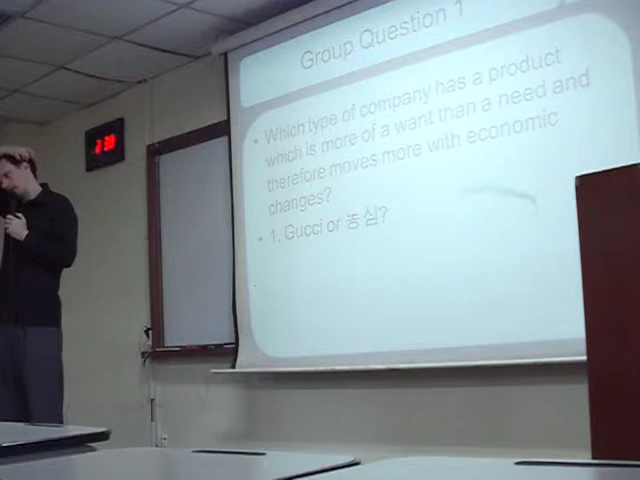 Group Question 1
• Which type of company has a product
which is more of a want than a need and
therefore moves more with economic
changes?
• 1. Gucci or 농심?